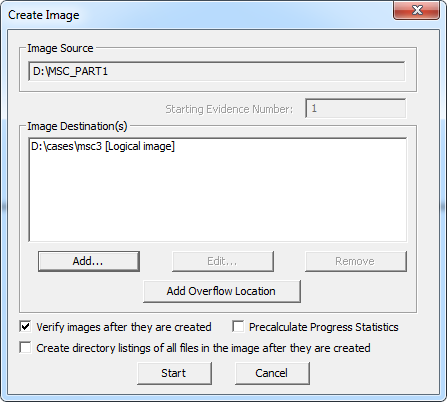 Create Image
Image Source
D:\MSC_PART1
Starting Evidence Number: 1
Image Destination(s)
D:\cases\msc3 [Logical image]
Add... Edit... Remove
Add Overflow Location
Verify images after they are created Precalculate Progress Statistics
Create directory listings of all files in the image after they are created
Start Cancel